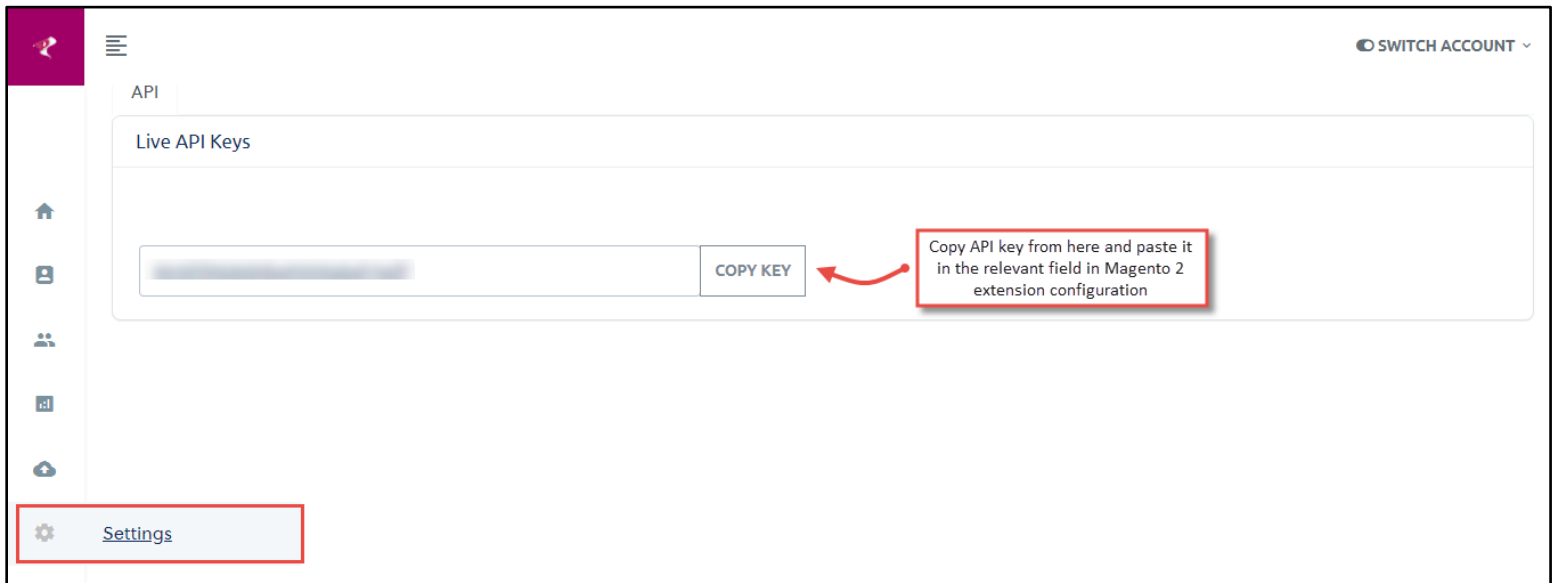 SWITCH ACCOUNT
API
Live API Keys
COPY KEY
Copy API key from here and paste it
in the relevant field in Magento 2
extension configuration
Settings